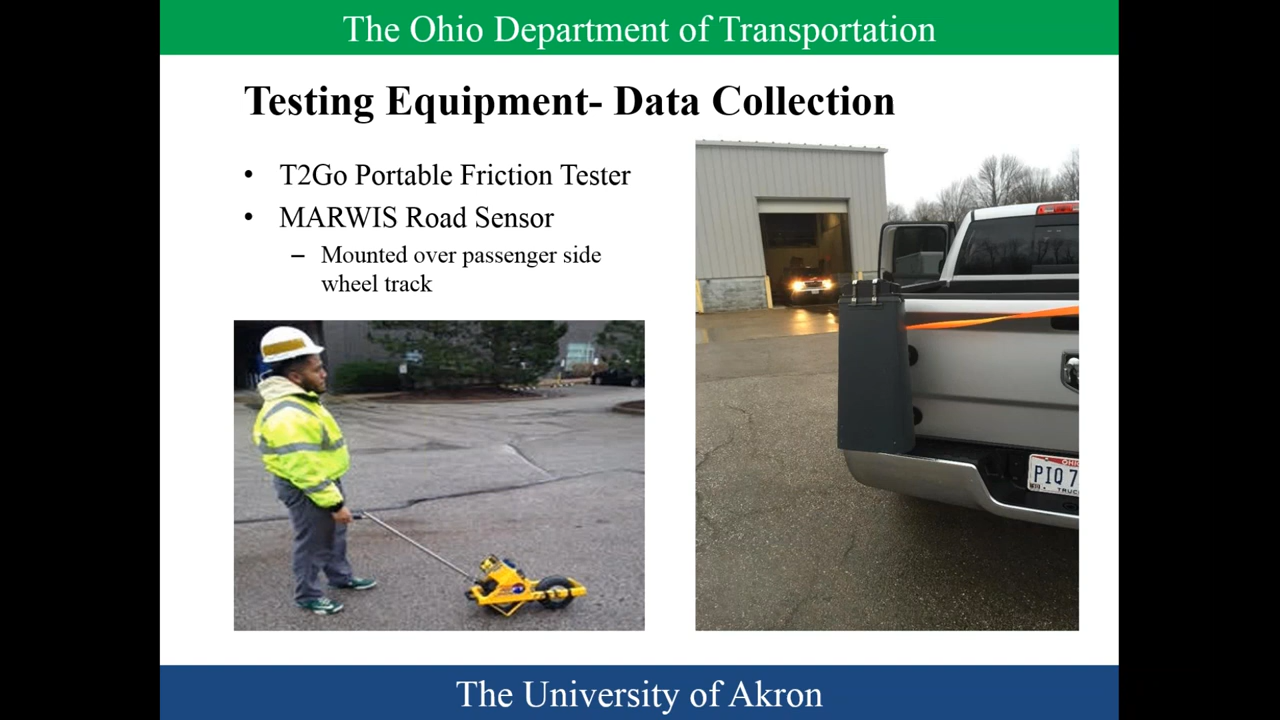 The Ohio Department of Transportation
Testing Equipment- Data Collection
• T2Go Portable Friction Tester
• MARWIS Road Sensor
– Mounted over passenger side
wheel track
PIQ 7
The University of Akron